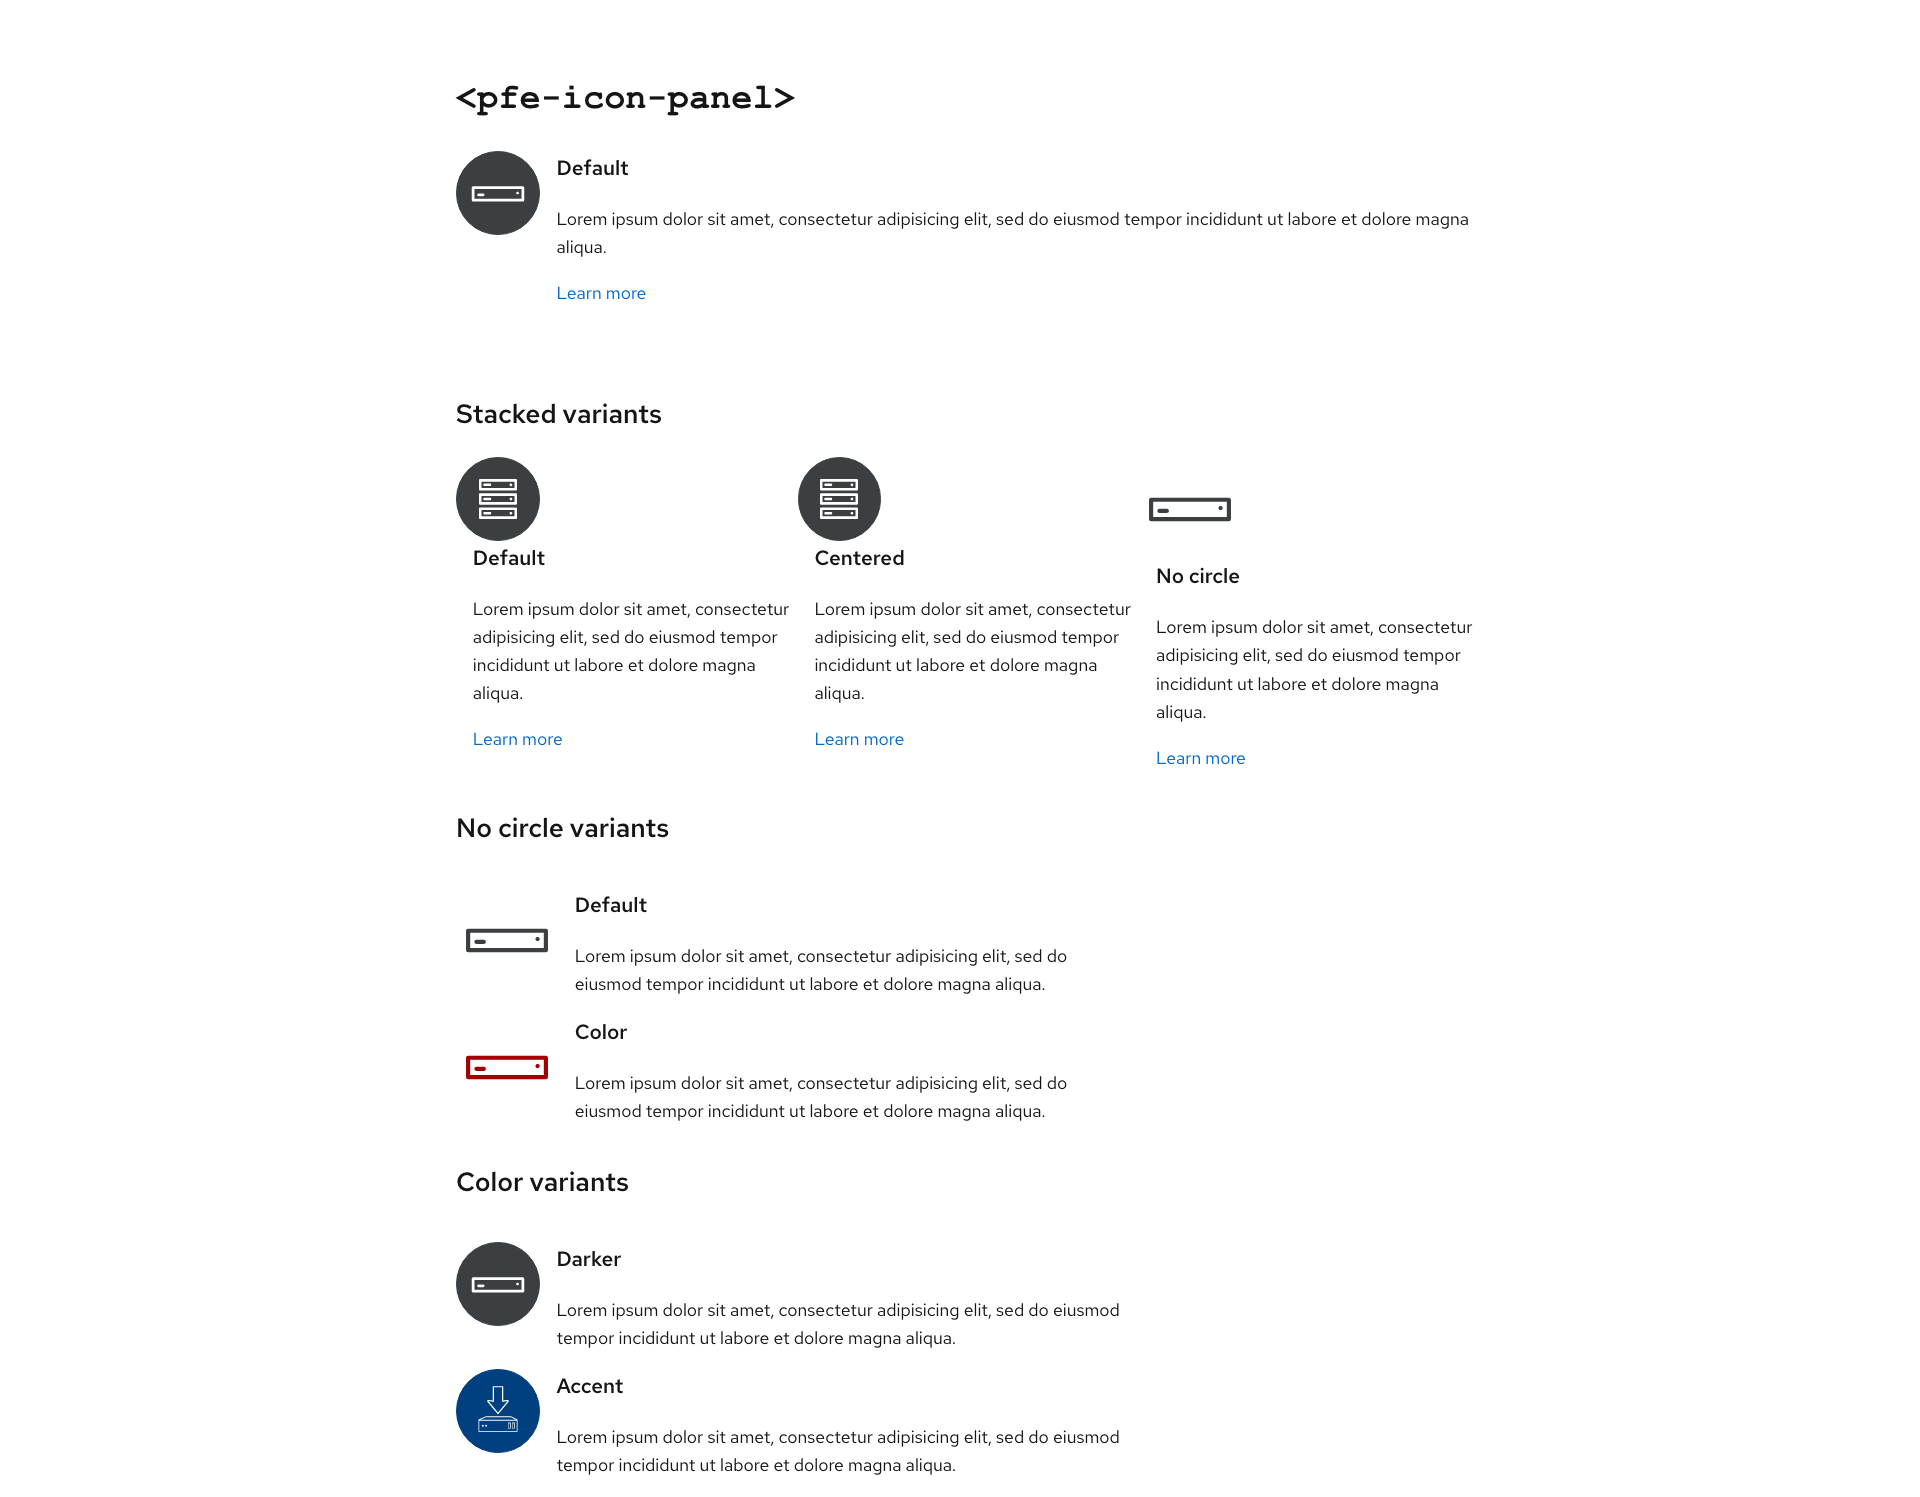 <pfe-icon-panel>
Default
Lorem ipsum dolor sit amet, consectetur adipisicing elit, sed do eiusmod tempor incididunt ut labore et dolore magna
aliqua.
Learn more
Stacked variants
Default
Lorem ipsum dolor sit amet, consectetur
adipisicing elit, sed do eiusmod tempor
incididunt ut labore et dolore magna
aliqua.
Learn more
Centered
Lorem ipsum dolor sit amet, consectetur
adipisicing elit, sed do eiusmod tempor
incididunt ut labore et dolore magna
aliqua.
Learn more
No circle
Lorem ipsum dolor sit amet, consectetur
adipisicing elit, sed do eiusmod tempor
incididunt ut labore et dolore magna
aliqua.
Learn more
No circle variants
Default
Lorem ipsum dolor sit amet, consectetur adipisicing elit, sed do
eiusmod tempor incididunt ut labore et dolore magna aliqua.
Color
Lorem ipsum dolor sit amet, consectetur adipisicing elit, sed do
eiusmod tempor incididunt ut labore et dolore magna aliqua.
Color variants
Darker
Lorem ipsum dolor sit amet, consectetur adipisicing elit, sed do eiusmod
tempor incididunt ut labore et dolore magna aliqua.
Accent
Lorem ipsum dolor sit amet, consectetur adipisicing elit, sed do eiusmod
tempor incididunt ut labore et dolore magna aliqua.